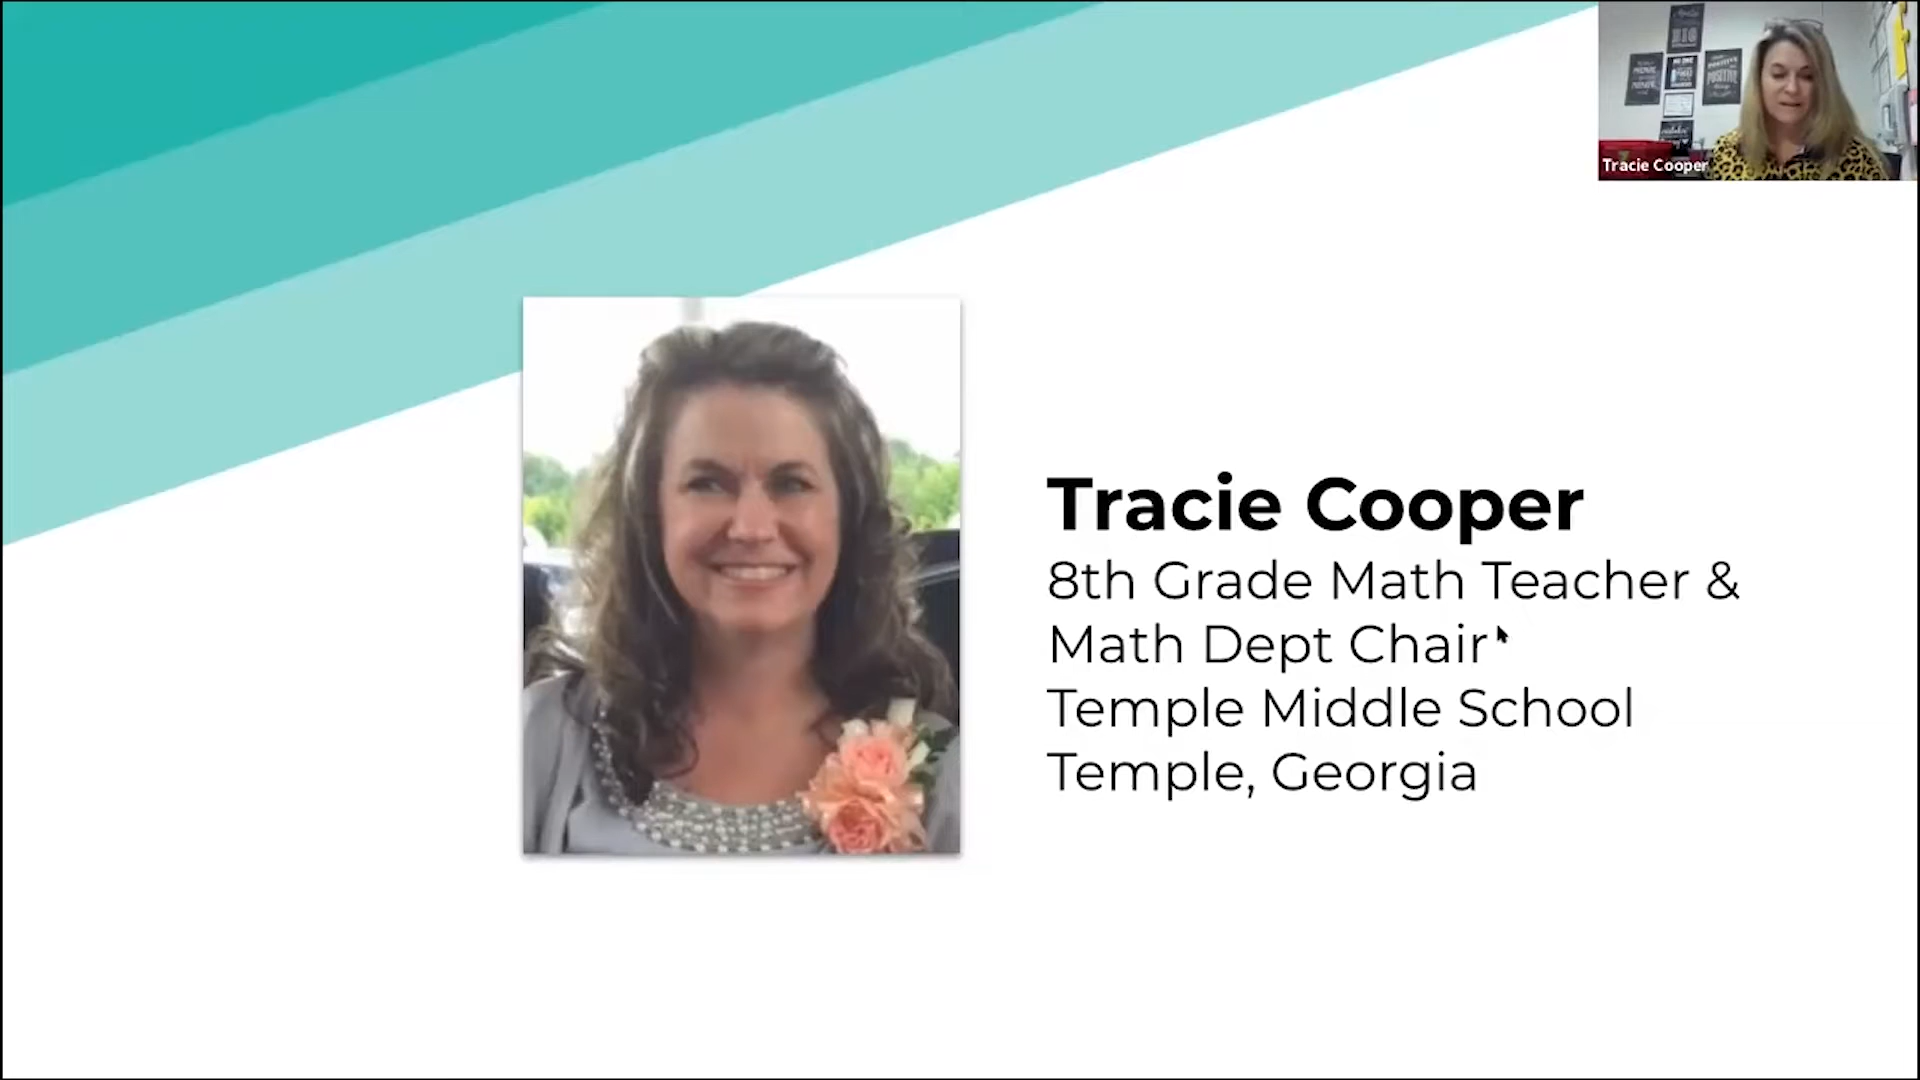 Tracie Cooper
Tracie Cooper
8th Grade Math Teacher &
Math Dept Chair
Temple Middle School
Temple, Georgia